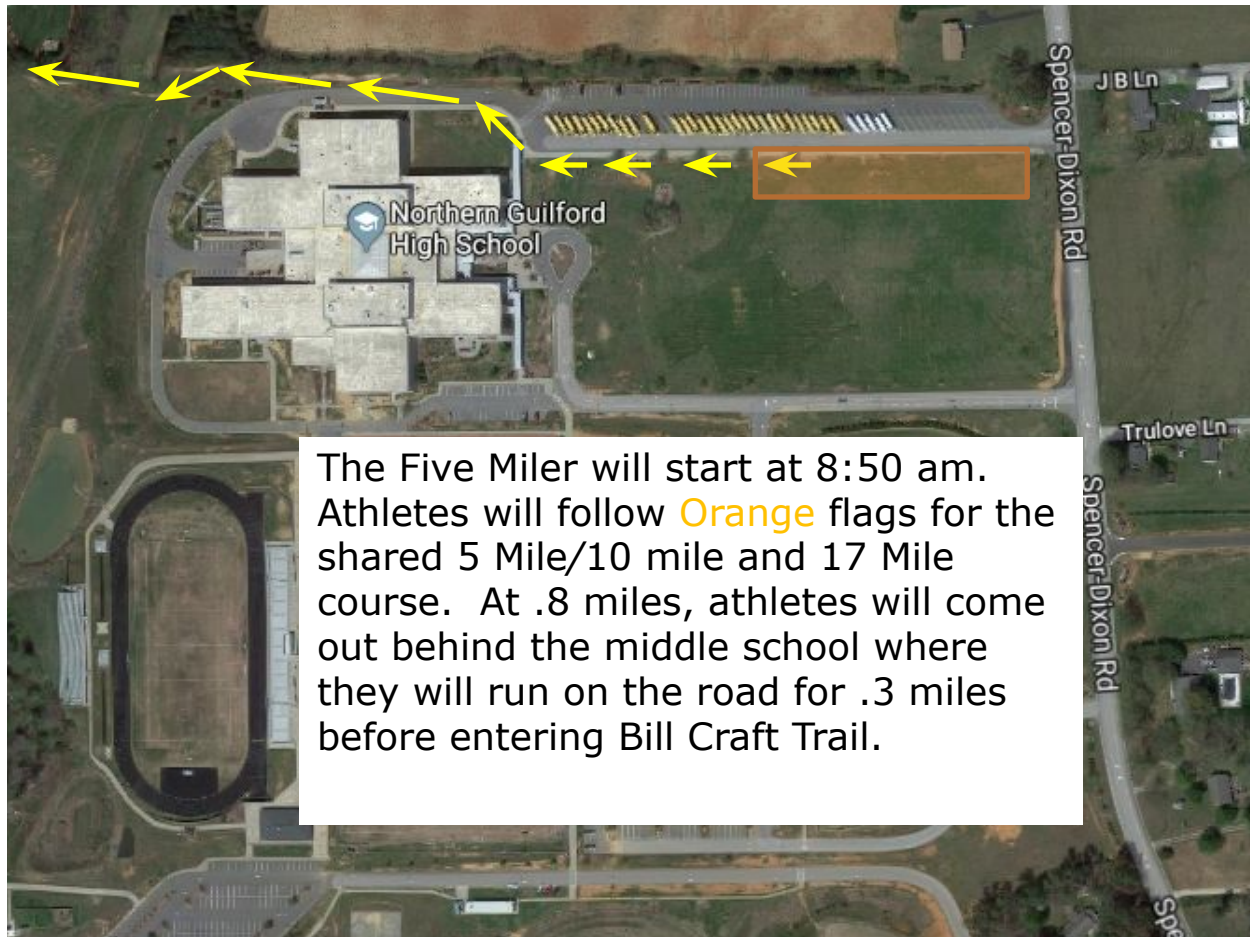 Spencer-Dixon Rd
J B Ln
Northern Guilford
High School
Trulove Ln
The Five Miler will start at 8:50 am.
Athletes will follow Orange flags for the
shared 5 Mile/10 mile and 17 Mile
course.  At .8 miles, athletes will come
out behind the middle school where
they will run on the road for .3 miles
before entering Bill Craft Trail.
Spencer-Dixon Rd
Spe